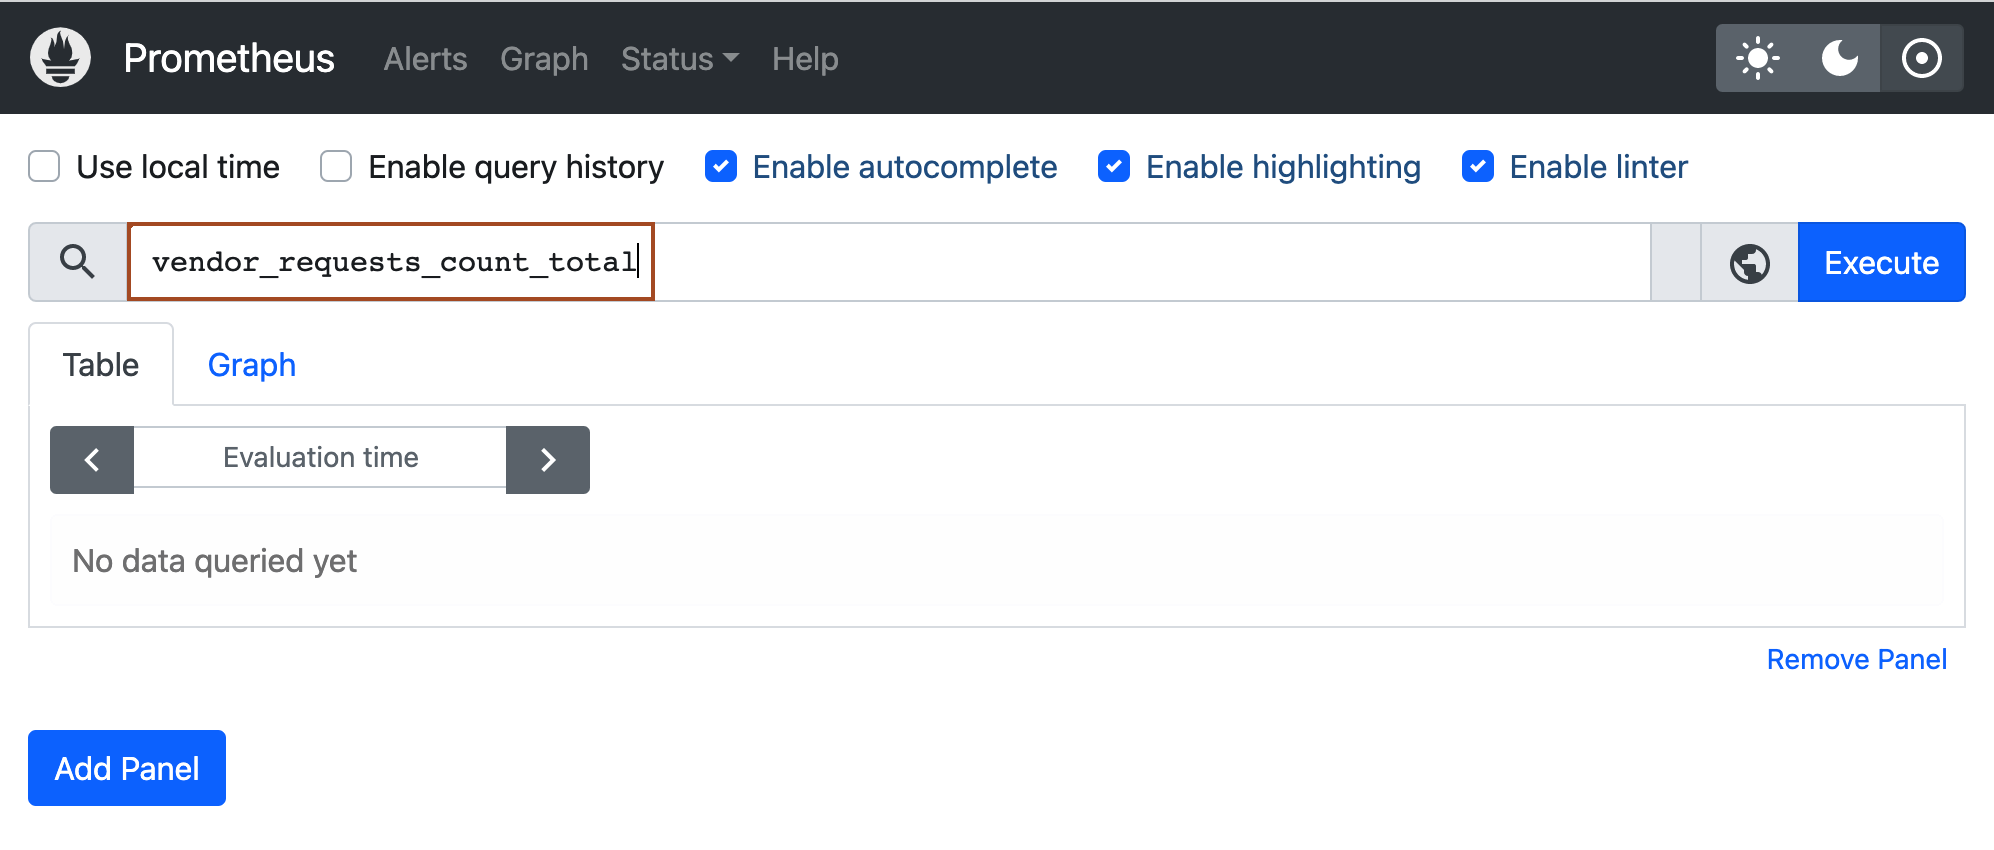 Prometheus Alerts Graph Status Help
Use local time Enable query history Enable autocomplete Enable highlighting Enable linter
vendor_requests_count_total Execute
Table Graph
Evaluation time
No data queried yet
Remove Panel
Add Panel